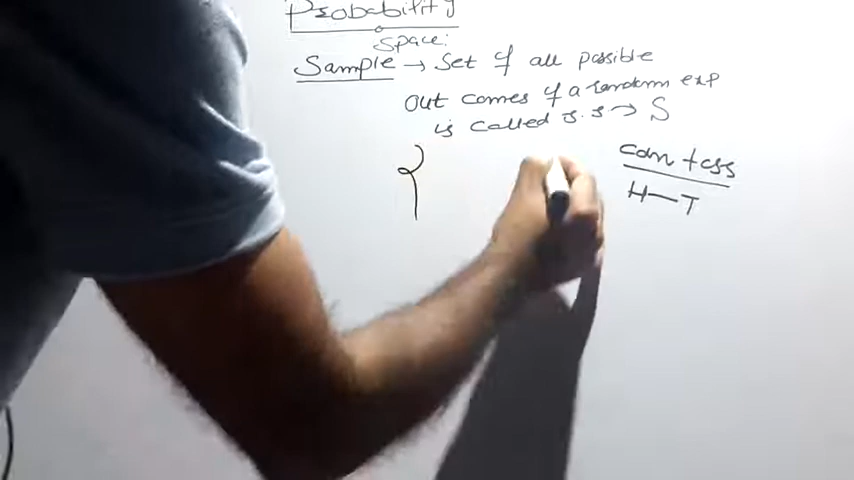 Probability
Space:
Sample → Set of all possible
out comes of a random exp
is called s.s → S
{
coin toss
H—T